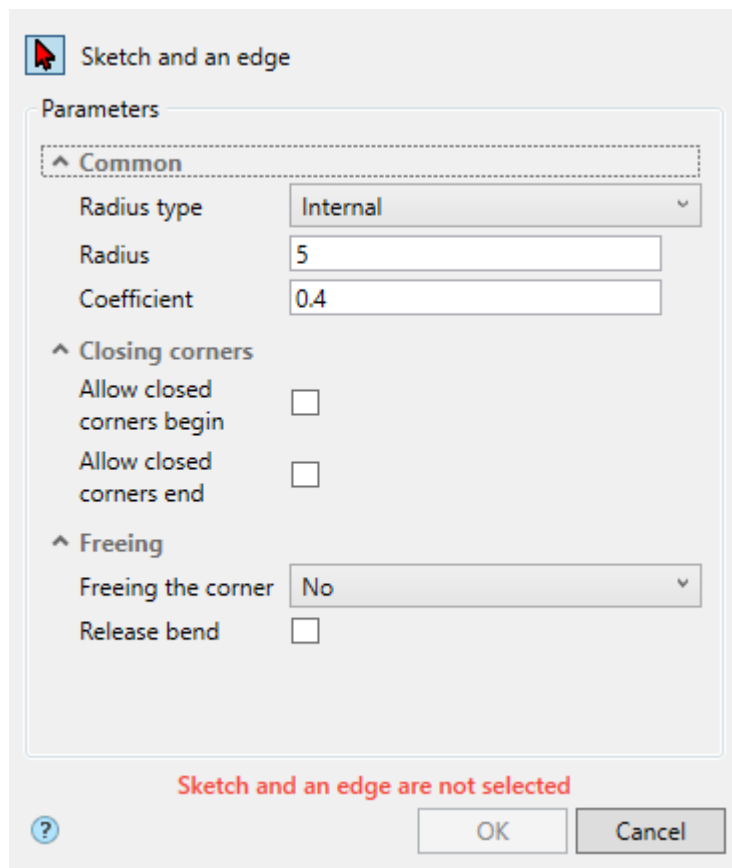 Sketch and an edge
Parameters
Common
Radius type Internal
Radius 5
Coefficient 0.4
Closing corners
Allow closed
corners begin
Allow closed
corners end
Freeing
Freeing the corner No
Release bend
Sketch and an edge are not selected
? OK Cancel